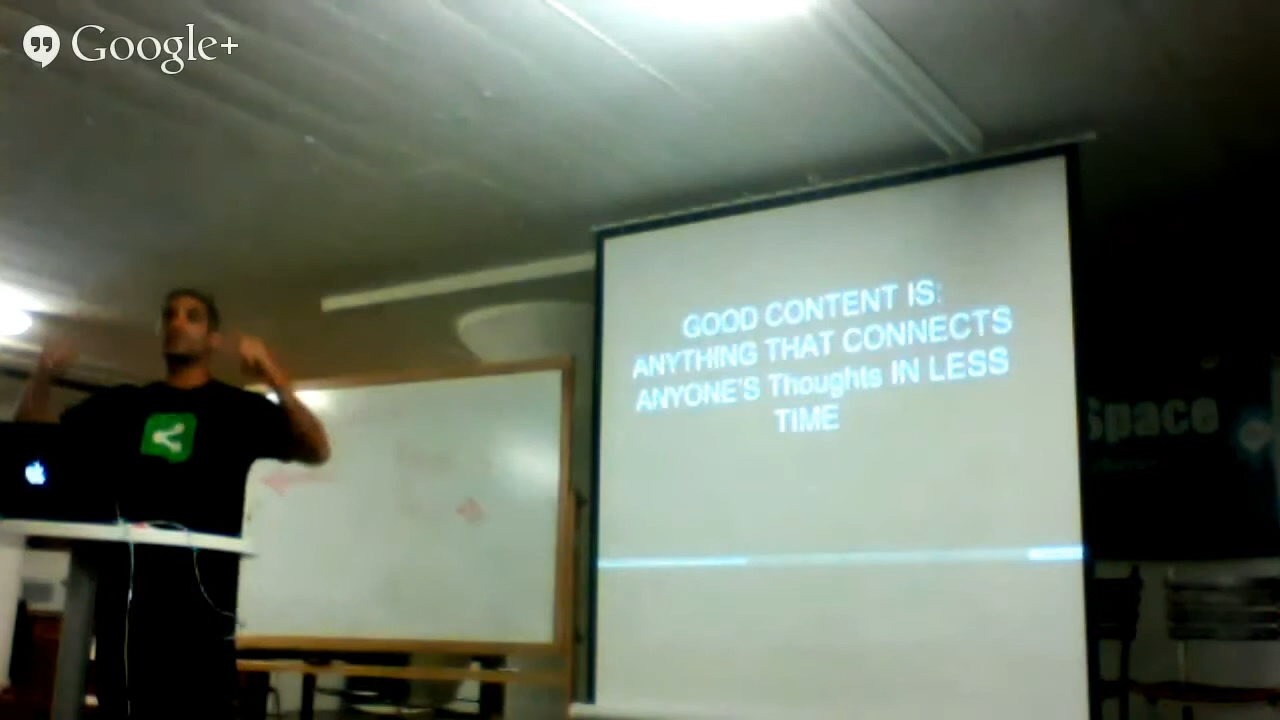 Google+
GOOD CONTENT IS:
ANYTHING THAT CONNECTS
ANYONE'S Thoughts IN LESS
TIME
Space